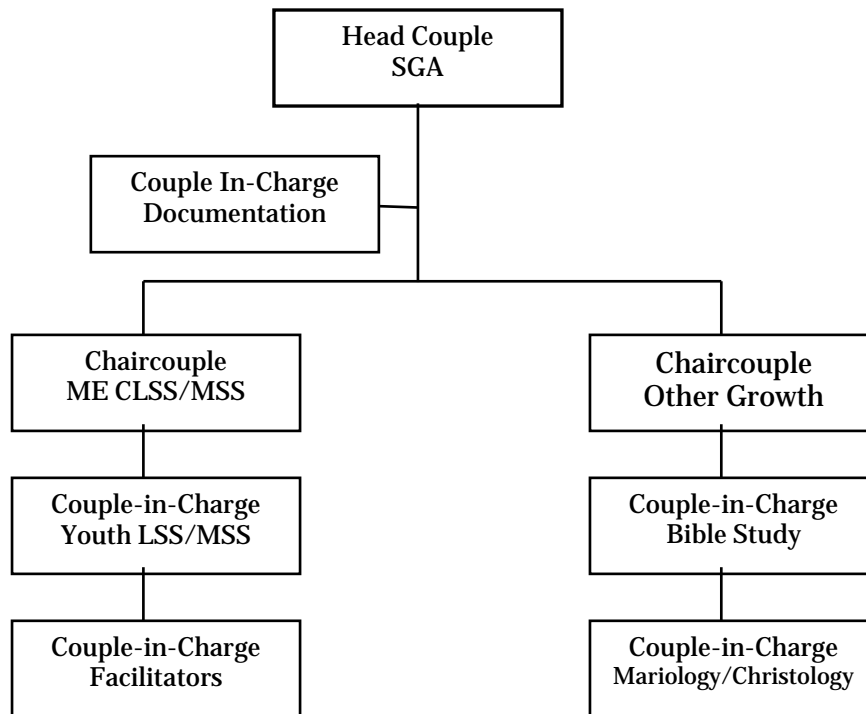 Head Couple
SGA
Couple In-Charge
Documentation
Chaircouple
ME CLSS/MSS
Chaircouple
Other Growth
Couple-in-Charge
Youth LSS/MSS
Couple-in-Charge
Bible Study
Couple-in-Charge
Facilitators
Couple-in-Charge
Mariology/Christology